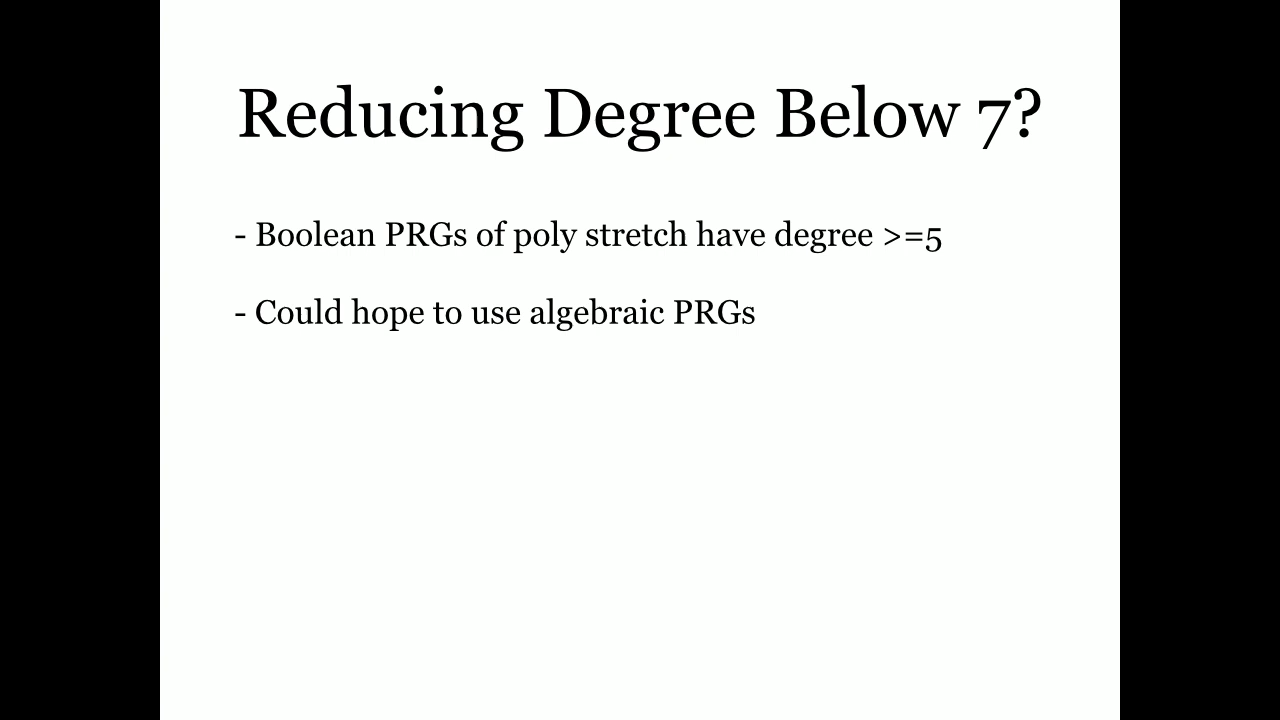 Reducing Degree Below 7?
- Boolean PRGs of poly stretch have degree >=5
- Could hope to use algebraic PRGs